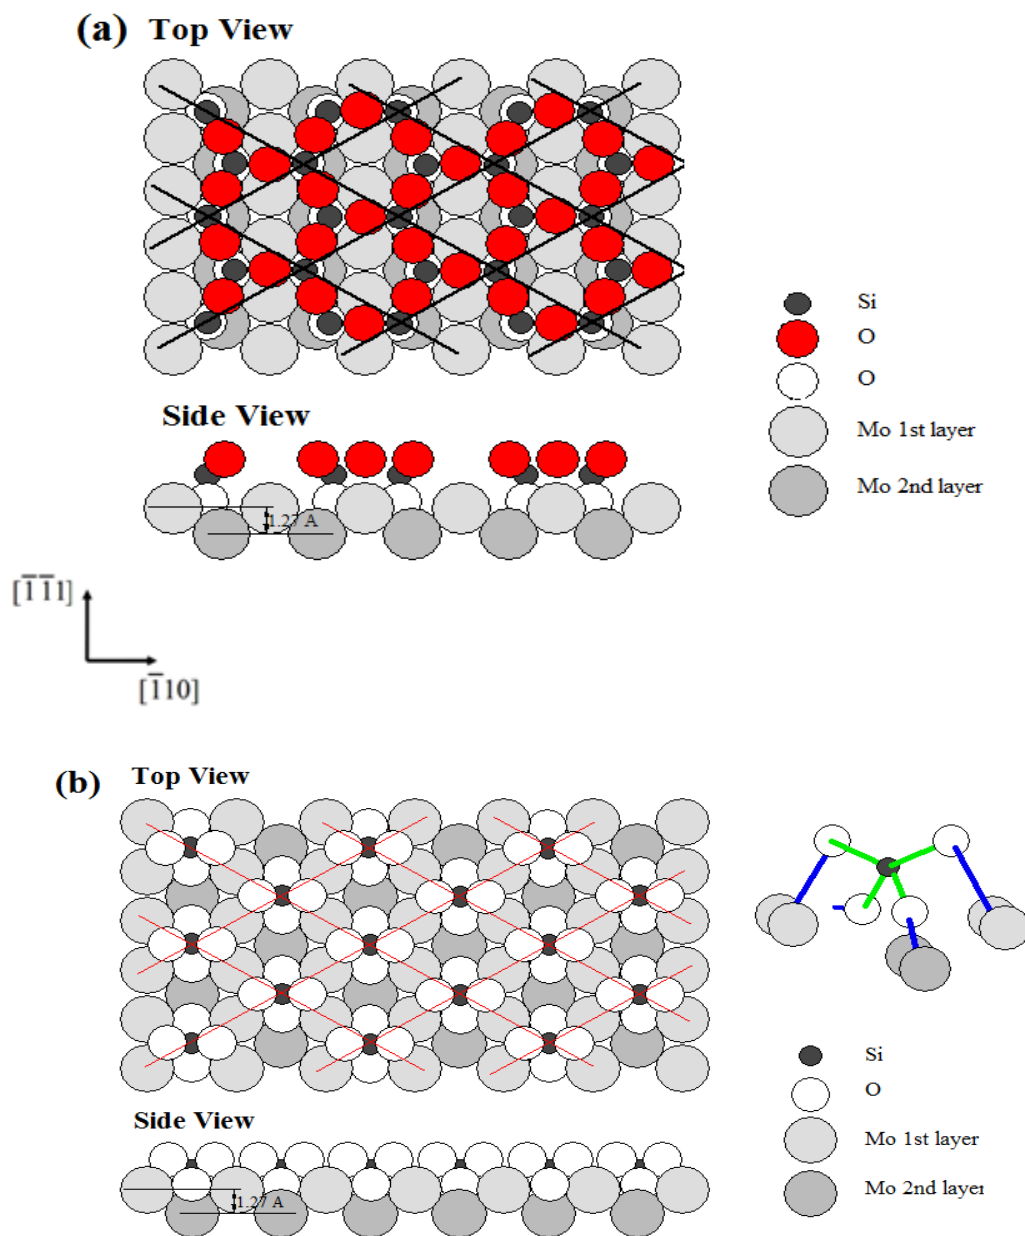 (a) Top View
Si
O
O
Side View
Mo 1st layer
Mo 2nd layer
1.27 A
[1̅1̅1]
[1̅10]
(b) Top View
Si
O
Side View
Mo 1st layer
Mo 2nd layer
1.27 A